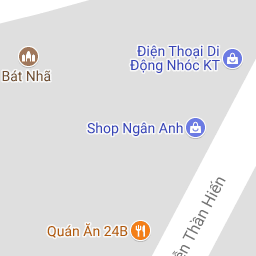 Điện Thoại Di
Động Nhóc KT
Bát Nhã
Shop Ngân Anh
Quán Ăn 24B
Thần Hiến